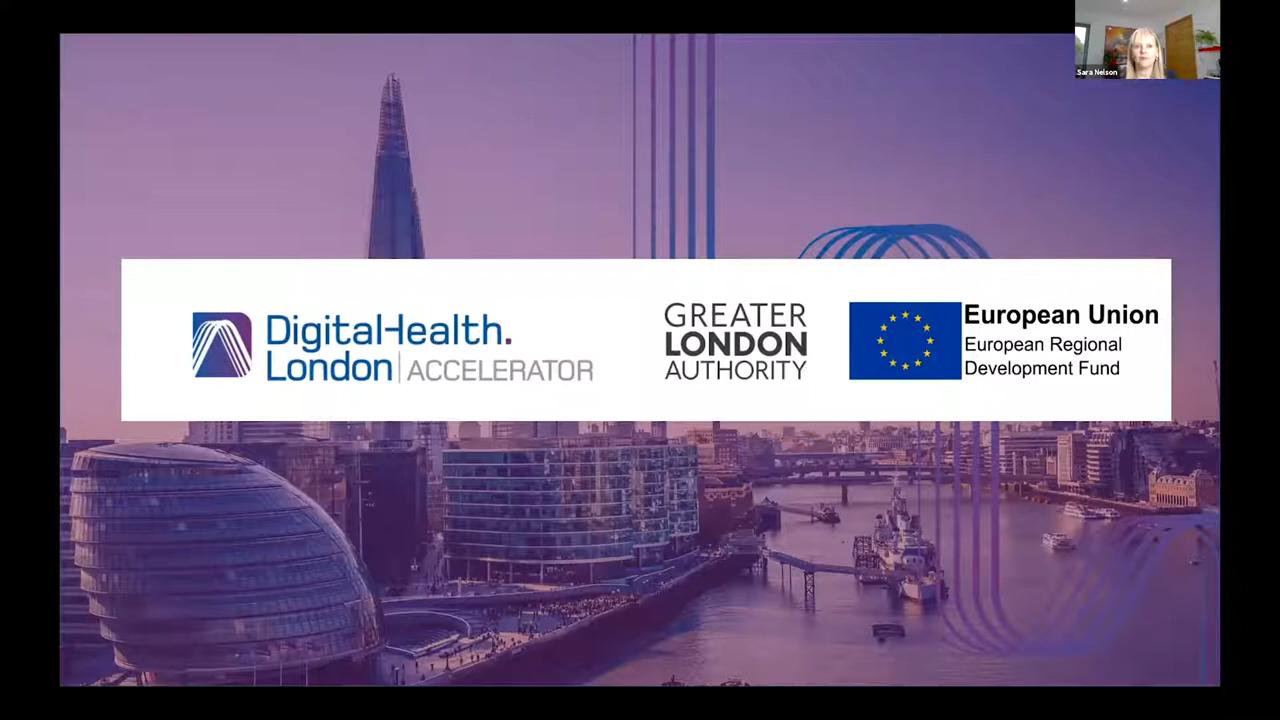 Sara Nelson
DigitalHealth.
London | ACCELERATOR
GREATER
LONDON
AUTHORITY
European Union
European Regional
Development Fund